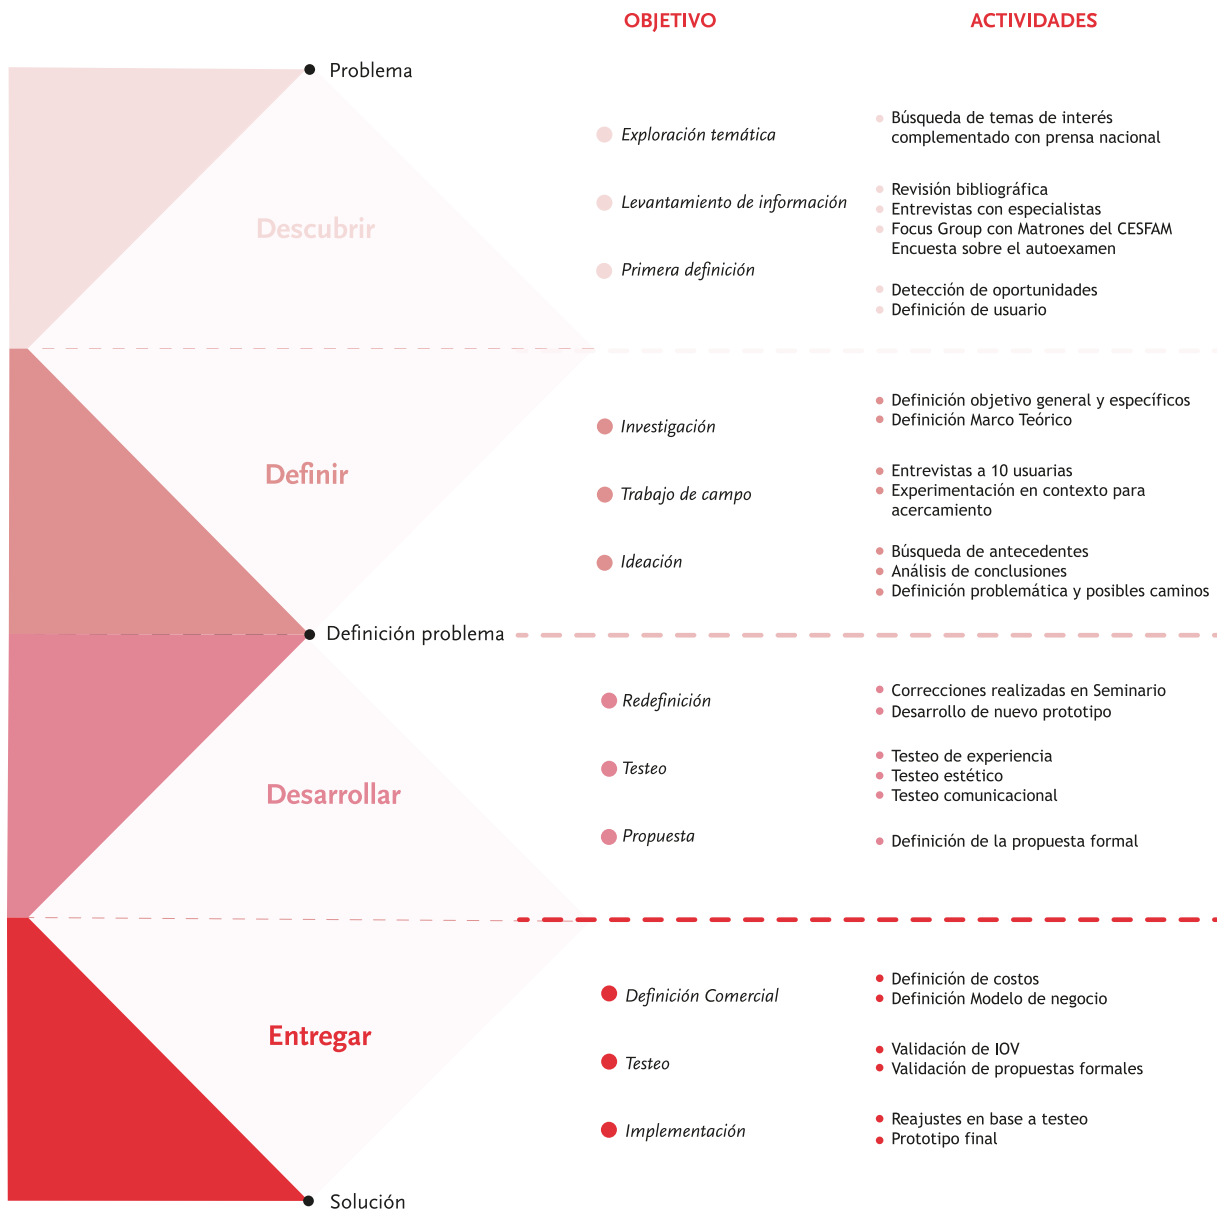 OBJETIVO
ACTIVIDADES
Problema
Descubrir
Exploración temática
Búsqueda de temas de interés
complementado con prensa nacional
Levantamiento de información
Revisión bibliográfica
Entrevistas con especialistas
Focus Group con Matrones del CESFAM
Encuesta sobre el autoexamen
Primera definición
Detección de oportunidades
Definición de usuario
Definir
Investigación
Definición objetivo general y específicos
Definición Marco Teórico
Trabajo de campo
Entrevistas a 10 usuarias
Experimentación en contexto para
acercamiento
Ideación
Búsqueda de antecedentes
Análisis de conclusiones
Definición problemática y posibles caminos
Definición problema
Desarrollar
Redefinición
Correcciones realizadas en Seminario
Desarrollo de nuevo prototipo
Testeo
Testeo de experiencia
Testeo estético
Testeo comunicacional
Propuesta
Definición de la propuesta formal
Entregar
Definición Comercial
Definición de costos
Definición Modelo de negocio
Testeo
Validación de IOV
Validación de propuestas formales
Implementación
Reajustes en base a testeo
Prototipo final
Solución